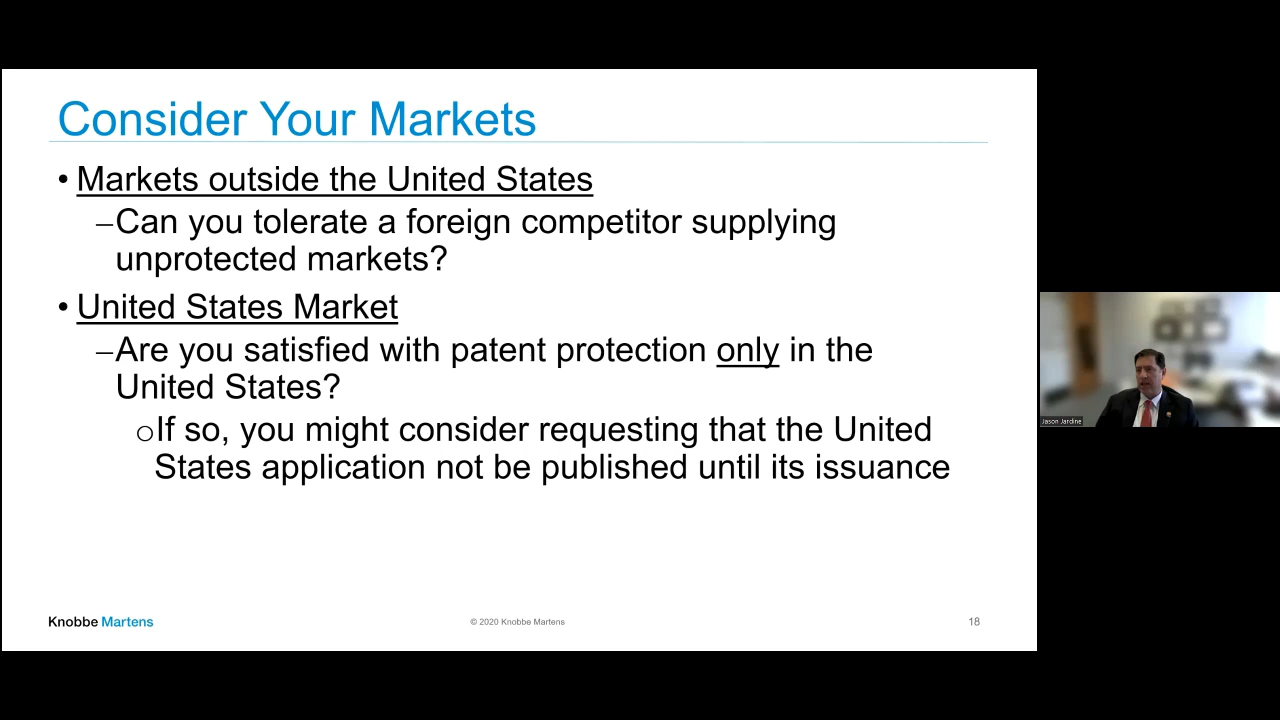 Consider Your Markets
• Markets outside the United States
–Can you tolerate a foreign competitor supplying
unprotected markets?
• United States Market
–Are you satisfied with patent protection only in the
United States?
oIf so, you might consider requesting that the United
States application not be published until its issuance
Jason Jardine
Knobbe Martens
© 2020 Knobbe Martens
18